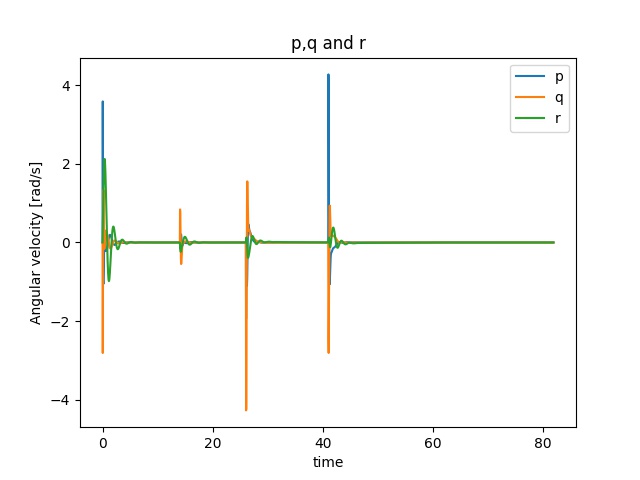 p,q and r
p
q
r
Angular velocity [rad/s]
4
2
0
−2
−4
0 20 40 60 80
time